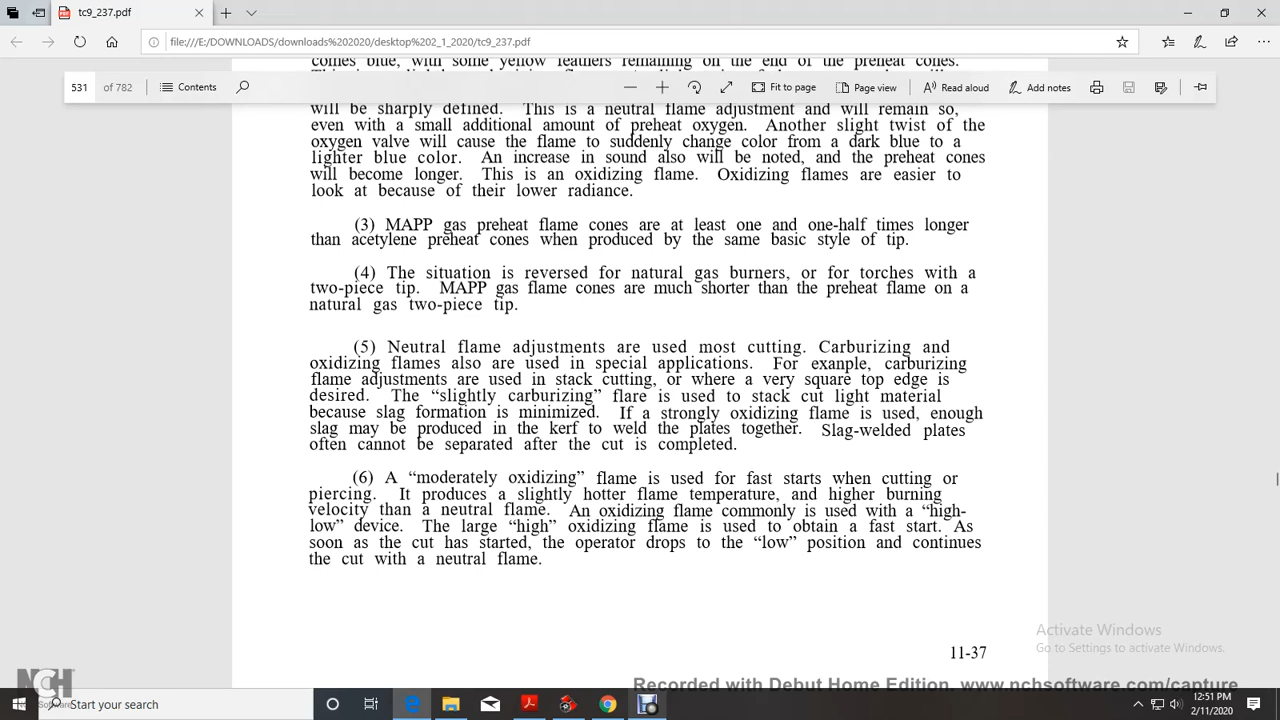 tc9_237.pdf
file:///E:/DOWNLOADS/downloads%202020/desktop%202_1_2020/tc9_237.pdf
comes blue, with some yellow feathers remaining on the end of the preheat cones.
531 of 782 Contents Fit to page Page view Read aloud Add notes
will be sharply defined. This is a neutral flame adjustment and will remain so,
even with a small additional amount of preheat oxygen. Another slight twist of the
oxygen valve will cause the flame to suddenly change color from a dark blue to a
lighter blue color. An increase in sound also will be noted, and the preheat cones
will become longer. This is an oxidizing flame. Oxidizing flames are easier to
look at because of their lower radiance.
(3) MAPP gas preheat flame cones are at least one and one-half times longer
than acetylene preheat cones when produced by the same basic style of tip.
(4) The situation is reversed for natural gas burners, or for torches with a
two-piece tip. MAPP gas flame cones are much shorter than the preheat flame on a
natural gas two-piece tip.
(5) Neutral flame adjustments are used most cutting. Carburizing and
oxidizing flames also are used in special applications. For exanple, carburizing
flame adjustments are used in stack cutting, or where a very square top edge is
desired. The “slightly carburizing” flare is used to stack cut light material
because slag formation is minimized. If a strongly oxidizing flame is used, enough
slag may be produced in the kerf to weld the plates together. Slag-welded plates
often cannot be separated after the cut is completed.
(6) A “moderately oxidizing” flame is used for fast starts when cutting or
piercing. It produces a slightly hotter flame temperature, and higher burning
velocity than a neutral flame. An oxidizing flame commonly is used with a “high-
low” device. The large “high” oxidizing flame is used to obtain a fast start. As
soon as the cut has started, the operator drops to the “low” position and continues
the cut with a neutral flame.
Activate Windows
Go to Settings to activate Windows.
11-37
NCH
Software
Recorded with Debut Home Edition. www.nchsoftware.com/capture
Start your search
12:51 PM
2/11/2020